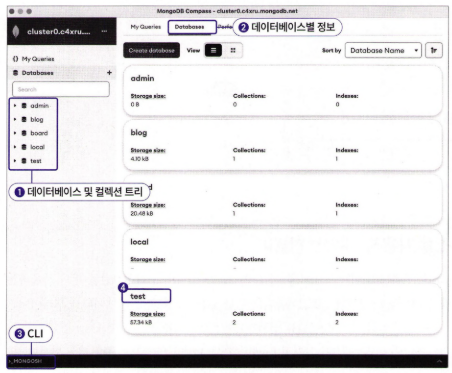 MongoDB Compass - cluster0.c4xru.mongodb.net
cluster0.c4xru.... ...
My Queries
Databases
❷ 데이터베이스별 정보
{} My Queries
Databases +
Search
admin
blog
board
local
test
❶ 데이터베이스 및 컬렉션 트리
❸ CLI
>_MONGOSH
Create database View Sort by Database Name
admin
Storage size: Collections: Indexes:
0 B 0 0
blog
Storage size: Collections: Indexes:
4.10 kB 1 1
d
Storage size: Collections: Indexes:
20.48 kB 1 1
local
Storage size: Collections: Indexes:
- - -
❹
test
Storage size: Collections: Indexes:
57.34 kB 2 2